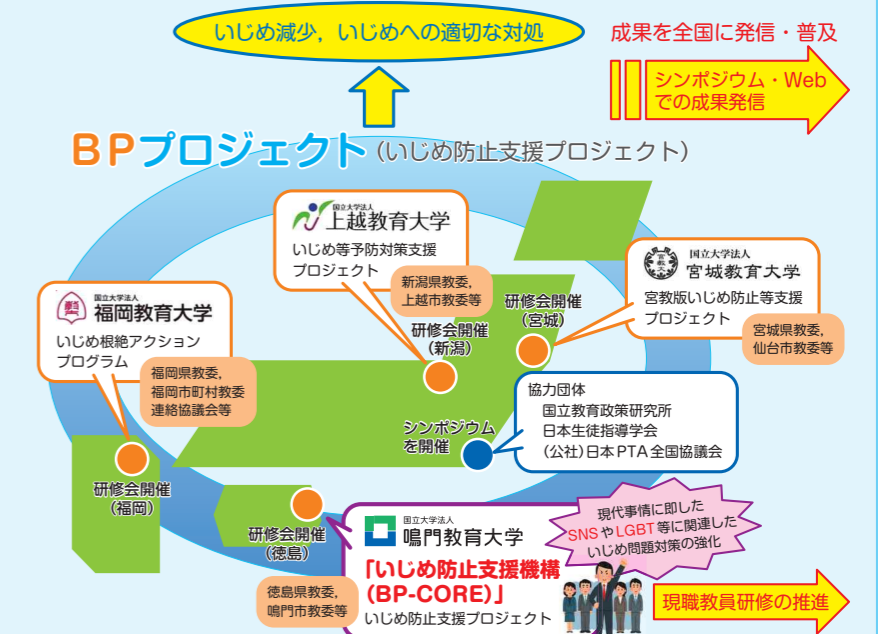 いじめ減少，いじめへの適切な対処
成果を全国に発信・普及
シンポジウム・Web
での成果発信
BPプロジェクト（いじめ防止支援プロジェクト）
国立大学法人
上越教育大学
いじめ等予防対策支援
プロジェクト
新潟県教委，
上越市教委等
研修会開催
（新潟）
国立大学法人
宮城教育大学
宮教版いじめ防止等支援
プロジェクト
宮城県教委，
仙台市教委等
研修会開催
（宮城）
国立大学法人
福岡教育大学
いじめ根絶アクション
プログラム
福岡県教委，
福岡市町村教委
連絡協議会等
研修会開催
（福岡）
シンポジウム
を開催
協力団体
国立教育政策研究所
日本生徒指導学会
（公社）日本PTA全国協議会
研修会開催
（徳島）
徳島県教委，
鳴門市教委等
国立大学法人
鳴門教育大学
「いじめ防止支援機構
（BP-CORE）」
いじめ防止支援プロジェクト
現代事情に即した
SNSやLGBT等に関連した
いじめ問題対策の強化
現職教員研修の推進